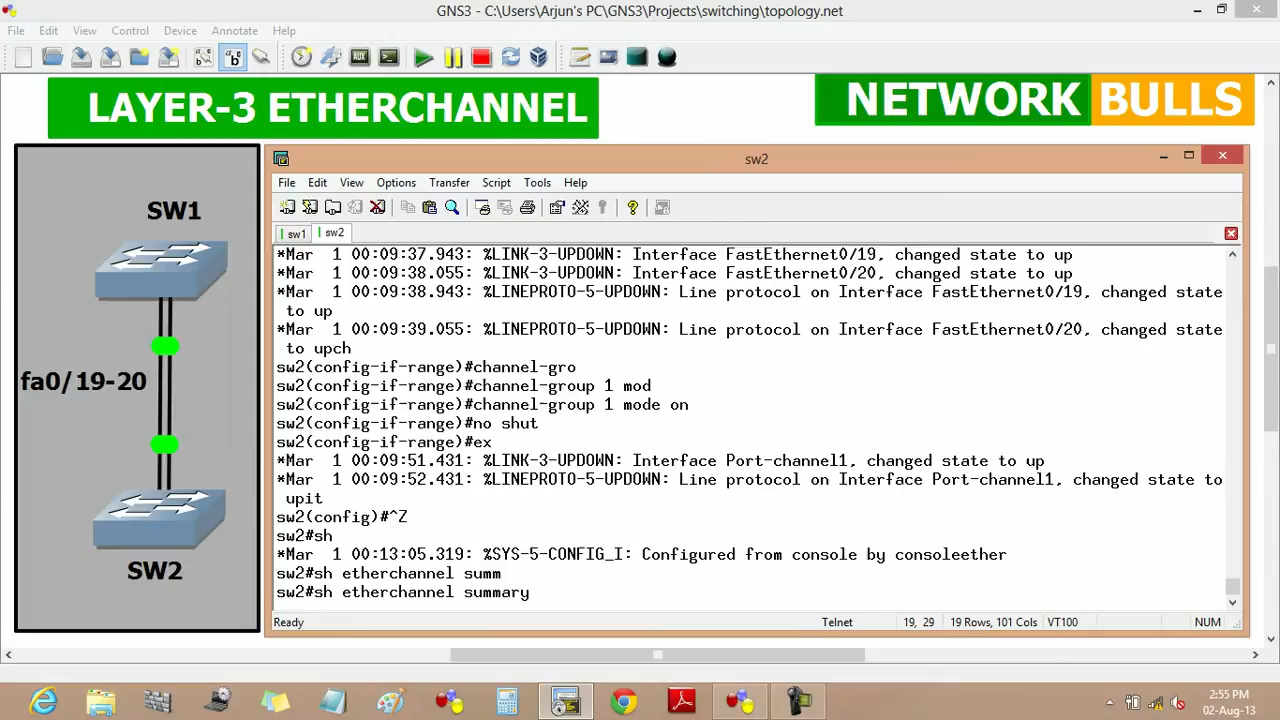 GNS3 - C:\Users\Arjun's PC\GNS3\Projects\switching\topology.net
File Edit View Control Device Annotate Help
LAYER-3 ETHERCHANNEL
NETWORK BULLS
SW1
fa0/19-20
SW2
sw2
File Edit View Options Transfer Script Tools Help
sw1 sw2
*Mar  1 00:09:37.943: %LINK-3-UPDOWN: Interface FastEthernet0/19, changed state to up
*Mar  1 00:09:38.055: %LINK-3-UPDOWN: Interface FastEthernet0/20, changed state to up
*Mar  1 00:09:38.943: %LINEPROTO-5-UPDOWN: Line protocol on Interface FastEthernet0/19, changed state
to up
*Mar  1 00:09:39.055: %LINEPROTO-5-UPDOWN: Line protocol on Interface FastEthernet0/20, changed state
to upch
sw2(config-if-range)#channel-gro
sw2(config-if-range)#channel-group 1 mod
sw2(config-if-range)#channel-group 1 mode on
sw2(config-if-range)#no shut
sw2(config-if-range)#ex
*Mar  1 00:09:51.431: %LINK-3-UPDOWN: Interface Port-channel1, changed state to up
*Mar  1 00:09:52.431: %LINEPROTO-5-UPDOWN: Line protocol on Interface Port-channel1, changed state to
upit
sw2(config)#^Z
sw2#sh
*Mar  1 00:13:05.319: %SYS-5-CONFIG_I: Configured from console by consoleether
sw2#sh etherchannel summ
sw2#sh etherchannel summary
Ready Telnet 19, 29 19 Rows, 101 Cols VT100 NUM
2:55 PM
02-Aug-13